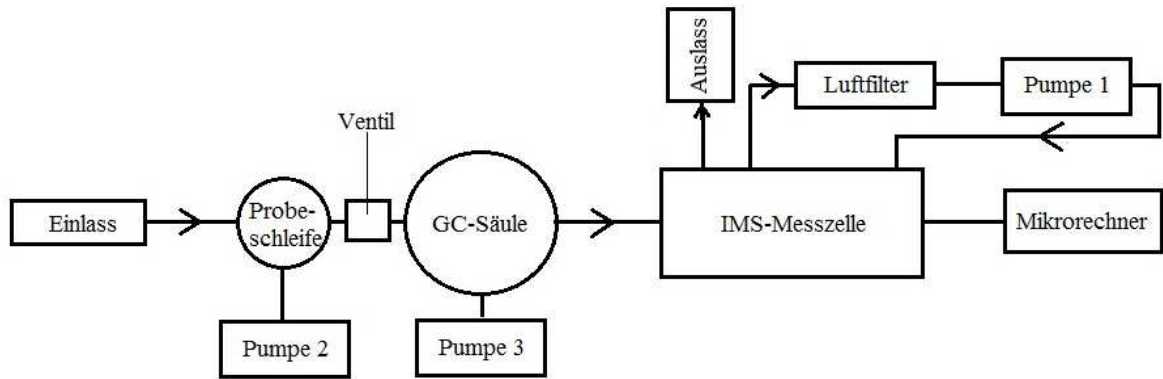 Auslass
Luftfilter
Pumpe 1
Ventil
Einlass
Probe-
schleife
GC-Säule
IMS-Messzelle
Mikrorechner
Pumpe 2
Pumpe 3